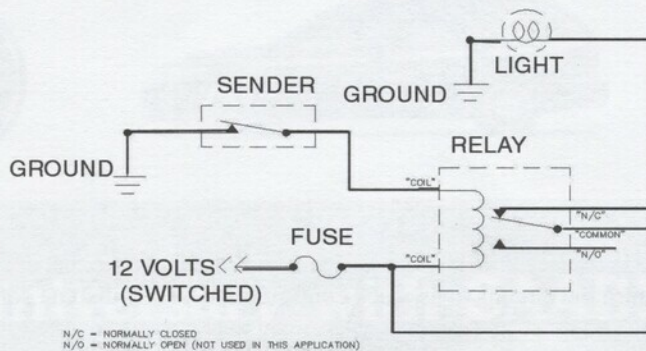 LIGHT
SENDER
GROUND
RELAY
GROUND
"COIL"
"N/C"
"COMMON"
"N/O"
FUSE
"COIL"
12 VOLTS
(SWITCHED)
N/C = NORMALLY CLOSED
N/O = NORMALLY OPEN (NOT USED IN THIS APPLICATION)